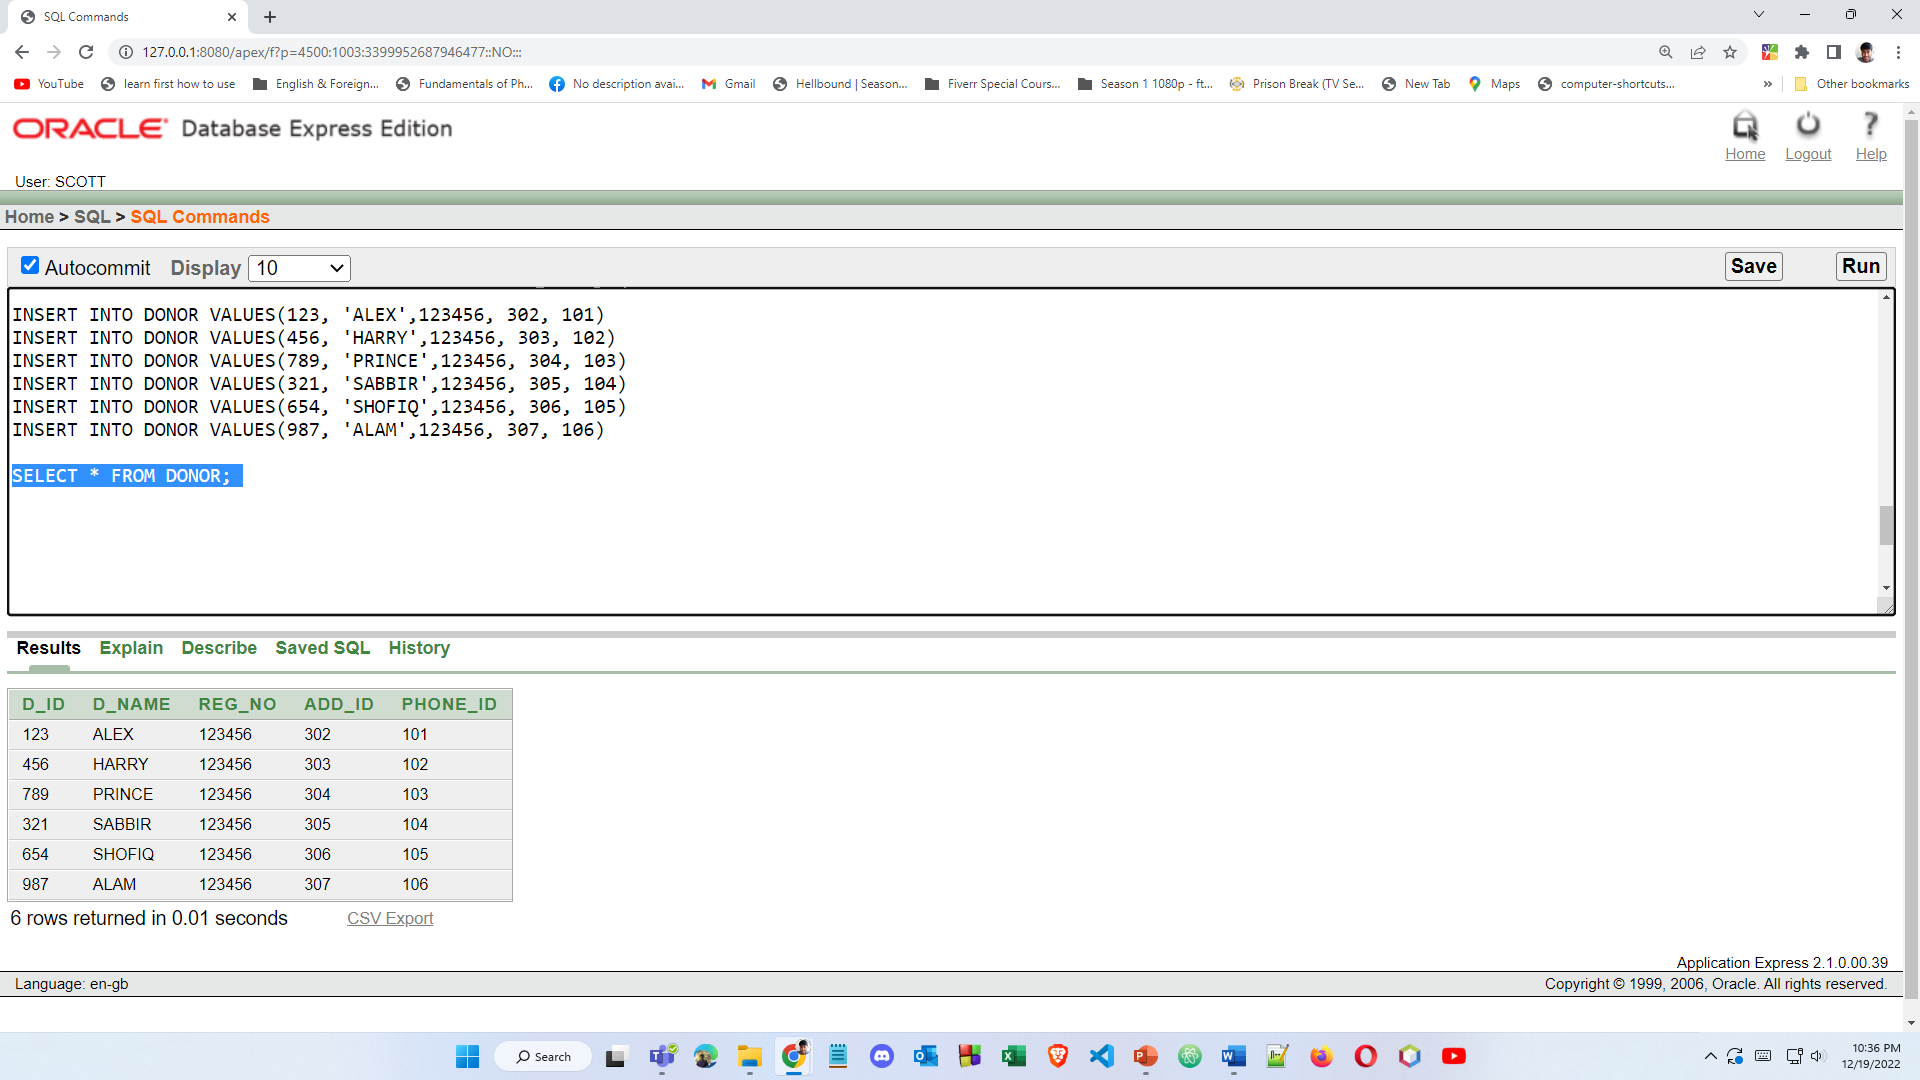 SQL Commands
127.0.0.1:8080/apex/f?p=4500:1003:3399952687946477::NO:::
YouTube learn first how to use English & Foreign... Fundamentals of Ph... No description avai... Gmail Hellbound | Season... Fiverr Special Cours... Season 1 1080p - ft... Prison Break (TV Se... New Tab Maps computer-shortcuts... » Other bookmarks
ORACLE Database Express Edition
Home Logout Help
User: SCOTT
Home > SQL > SQL Commands
Autocommit Display 10 Save Run
INSERT INTO DONOR VALUES(123, 'ALEX',123456, 302, 101)
INSERT INTO DONOR VALUES(456, 'HARRY',123456, 303, 102)
INSERT INTO DONOR VALUES(789, 'PRINCE',123456, 304, 103)
INSERT INTO DONOR VALUES(321, 'SABBIR',123456, 305, 104)
INSERT INTO DONOR VALUES(654, 'SHOFIQ',123456, 306, 105)
INSERT INTO DONOR VALUES(987, 'ALAM',123456, 307, 106)
SELECT * FROM DONOR;
Results Explain Describe Saved SQL History
D_ID D_NAME REG_NO ADD_ID PHONE_ID
123 ALEX 123456 302 101
456 HARRY 123456 303 102
789 PRINCE 123456 304 103
321 SABBIR 123456 305 104
654 SHOFIQ 123456 306 105
987 ALAM 123456 307 106
6 rows returned in 0.01 seconds CSV Export
Application Express 2.1.0.00.39
Language: en-gb Copyright © 1999, 2006, Oracle. All rights reserved.
Search
10:36 PM
12/19/2022